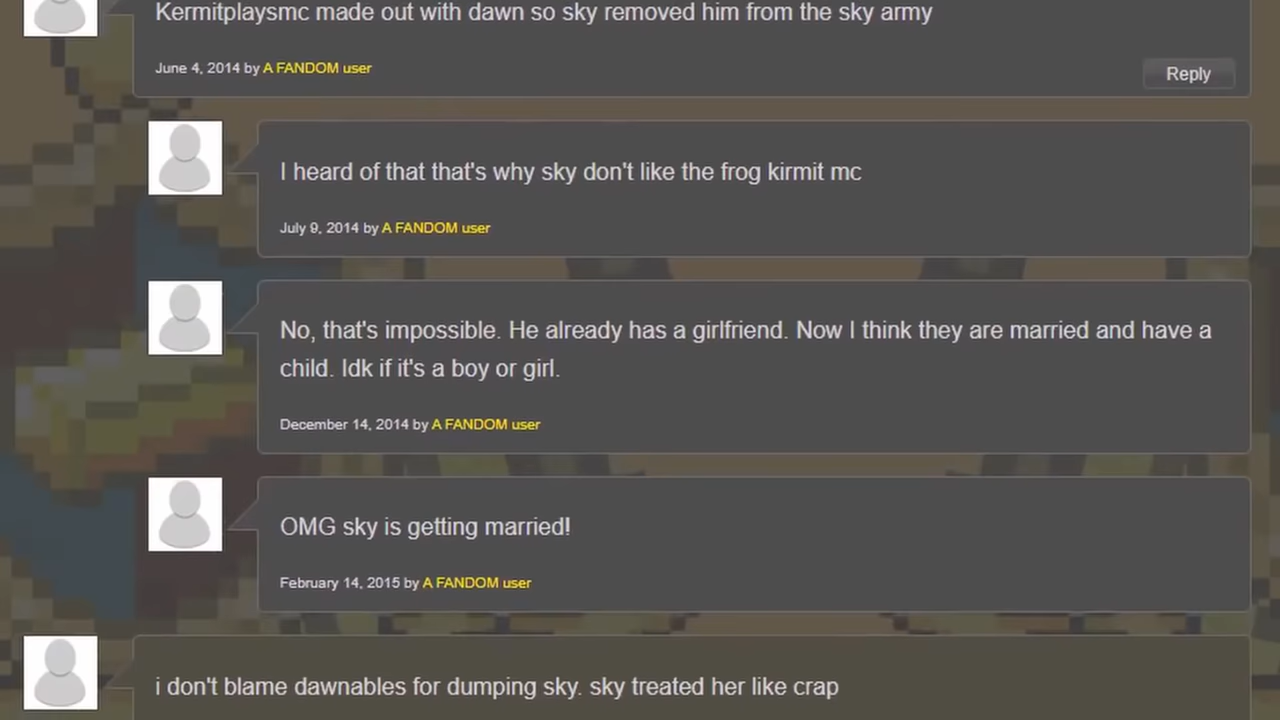 Kermitplaysmc made out with dawn so sky removed him from the sky army
June 4, 2014 by A FANDOM user
Reply
I heard of that that's why sky don't like the frog kirmit mc
July 9, 2014 by A FANDOM user
No, that's impossible. He already has a girlfriend. Now I think they are married and have a
child. Idk if it's a boy or girl.
December 14, 2014 by A FANDOM user
OMG sky is getting married!
February 14, 2015 by A FANDOM user
i don't blame dawnables for dumping sky. sky treated her like crap